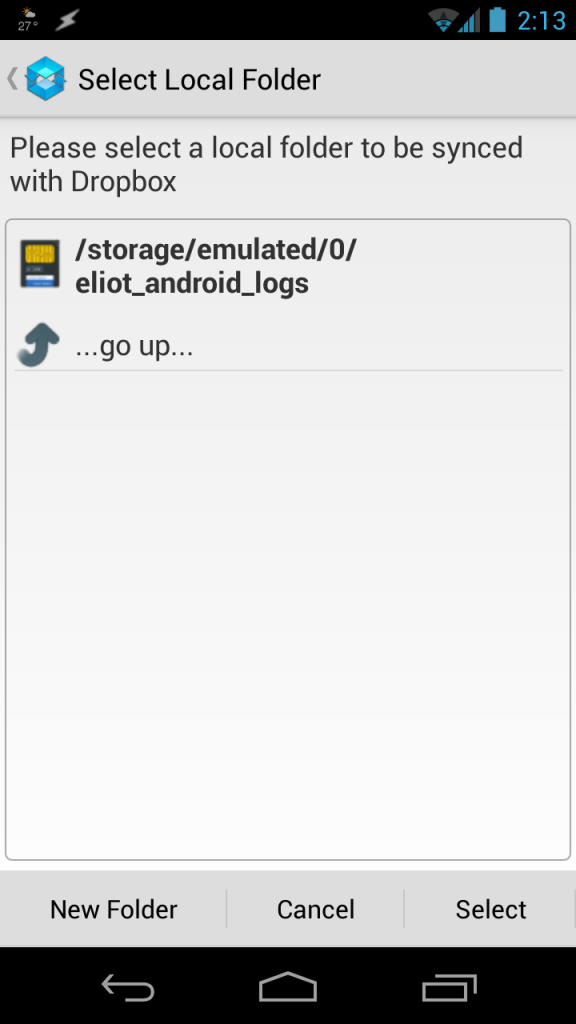 27°
2:13
Select Local Folder
Please select a local folder to be synced
with Dropbox
/storage/emulated/0/
eliot_android_logs
...go up...
New Folder
Cancel
Select